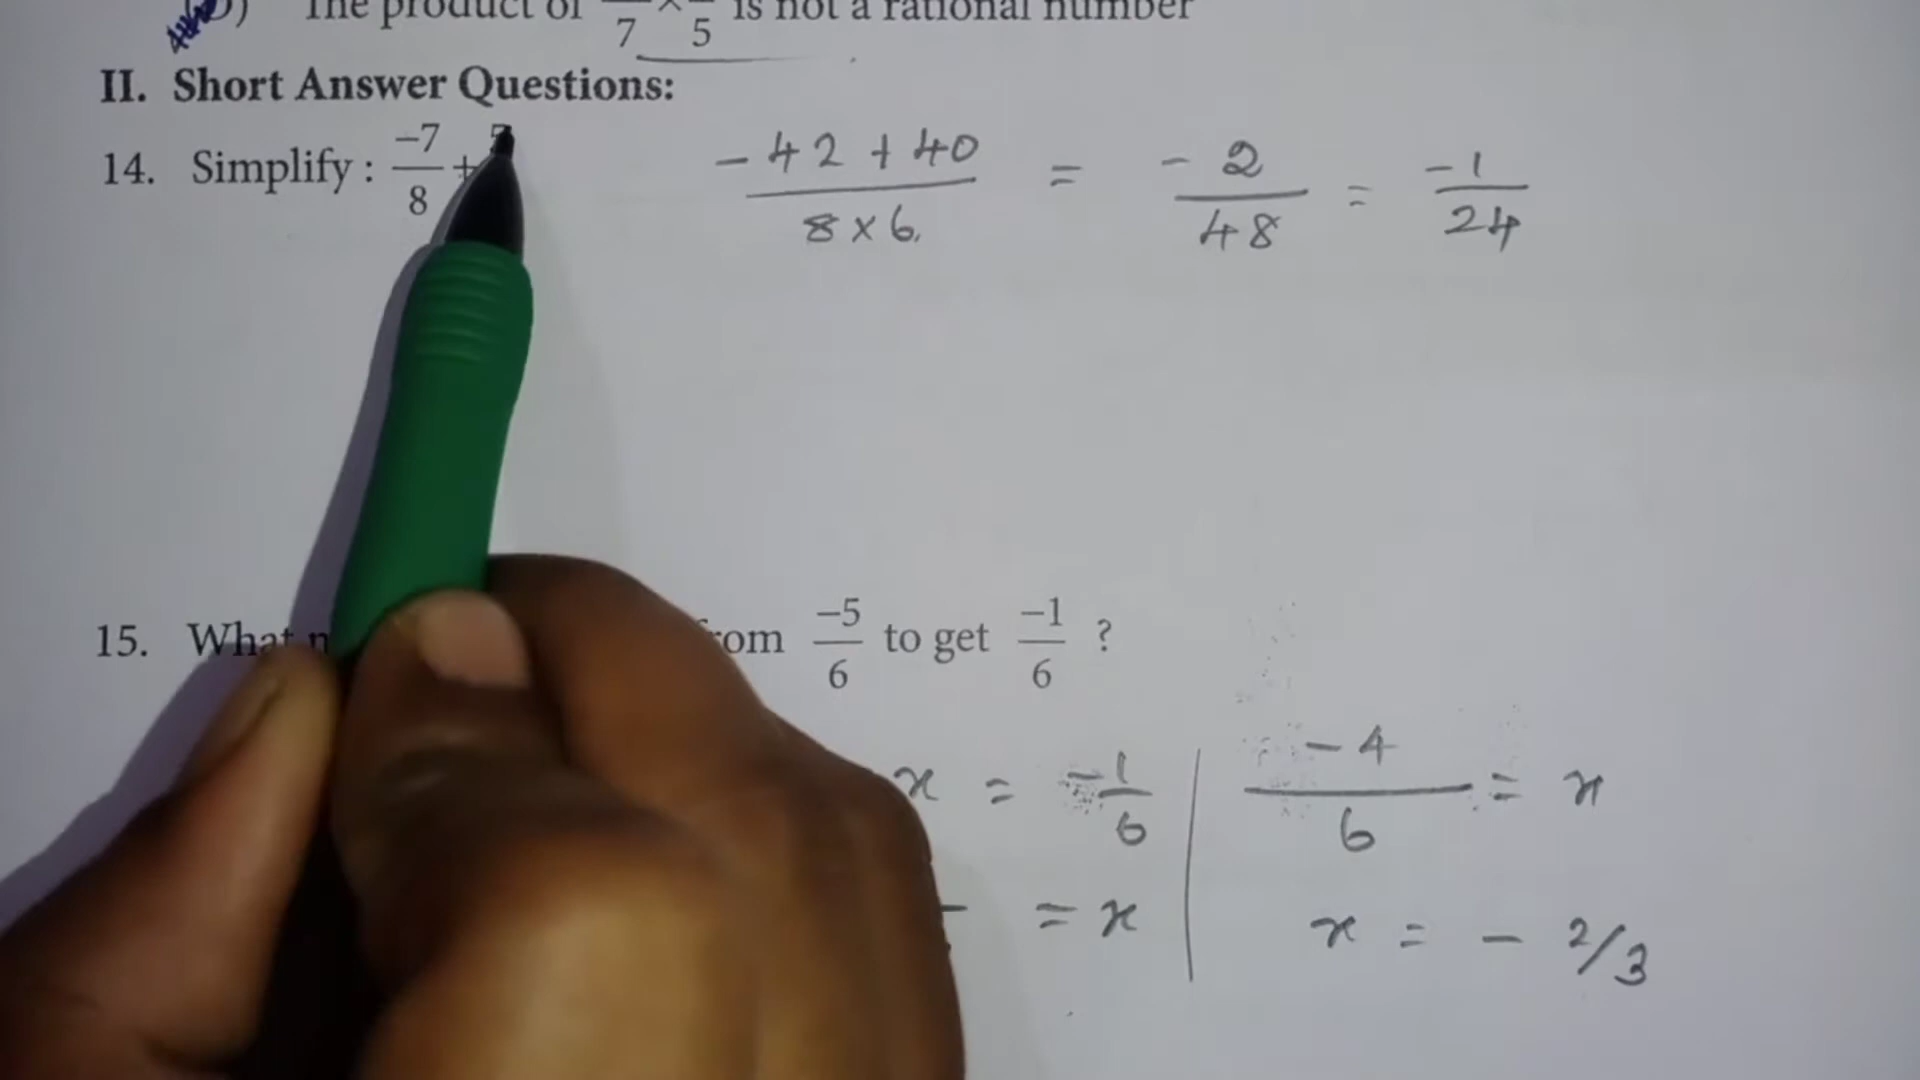 The product of 7 × 5 is not a rational number
II. Short Answer Questions:
14. Simplify : -7/8 + - 42 + 40 / 8 x 6 = - 2 / 48 = -1 / 24
15. What from -5/6 to get -1/6 ?
x = -1/6
= x
- 4 / 6 = x
x = - 2/3